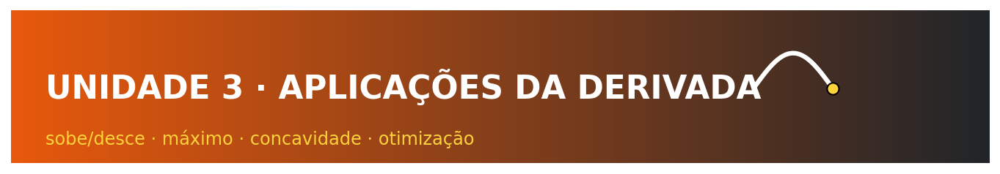 UNIDADE 3 · APLICAÇÕES DA DERIVADA
sobe/desce · máximo · concavidade · otimização